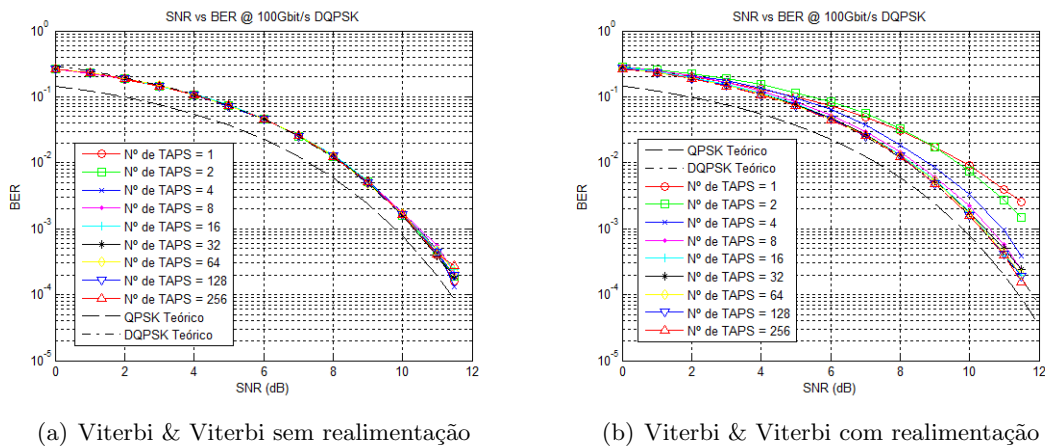 SNR vs BER @ 100Gbit/s DQPSK
10^0
10^-1
10^-2
10^-3
10^-4
10^-5
BER
Nº de TAPS = 1
Nº de TAPS = 2
Nº de TAPS = 4
Nº de TAPS = 8
Nº de TAPS = 16
Nº de TAPS = 32
Nº de TAPS = 64
Nº de TAPS = 128
Nº de TAPS = 256
QPSK Teórico
DQPSK Teórico
0 2 4 6 8 10 12
SNR (dB)
(a) Viterbi & Viterbi sem realimentação
SNR vs BER @ 100Gbit/s DQPSK
10^0
10^-1
10^-2
10^-3
10^-4
10^-5
BER
QPSK Teórico
DQPSK Teórico
Nº de TAPS = 1
Nº de TAPS = 2
Nº de TAPS = 4
Nº de TAPS = 8
Nº de TAPS = 16
Nº de TAPS = 32
Nº de TAPS = 64
Nº de TAPS = 128
Nº de TAPS = 256
0 2 4 6 8 10 12
SNR (dB)
(b) Viterbi & Viterbi com realimentação